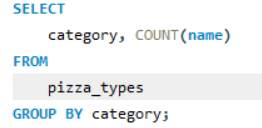 SELECT
category, COUNT(name)
FROM
pizza_types
GROUP BY category;